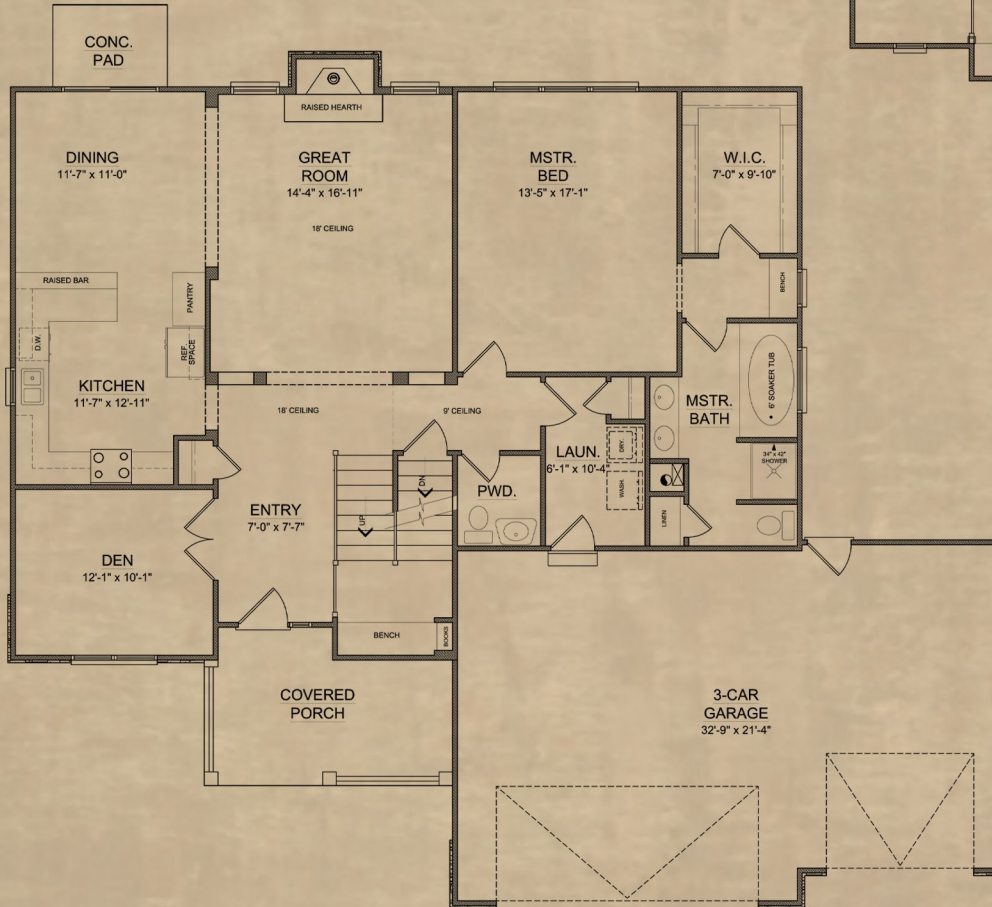 CONC.
PAD
RAISED HEARTH
DINING
11'-7" x 11'-0"
GREAT
ROOM
14'-4" x 16'-11"
18' CEILING
MSTR.
BED
13'-5" x 17'-1"
W.I.C.
7'-0" x 9'-10"
RAISED BAR
PANTRY
BENCH
D.W.
REF.
SPACE
KITCHEN
11'-7" x 12'-11"
18' CEILING
9' CEILING
MSTR.
BATH
6' SOAKER TUB
LAUN.
6'-1" x 10'-4"
DRY.
WASH.
34" x 42"
SHOWER
LINEN
DN.
UP
PWD.
ENTRY
7'-0" x 7'-7"
DEN
12'-1" x 10'-1"
BENCH
BOOKS
COVERED
PORCH
3-CAR
GARAGE
32'-9" x 21'-4"